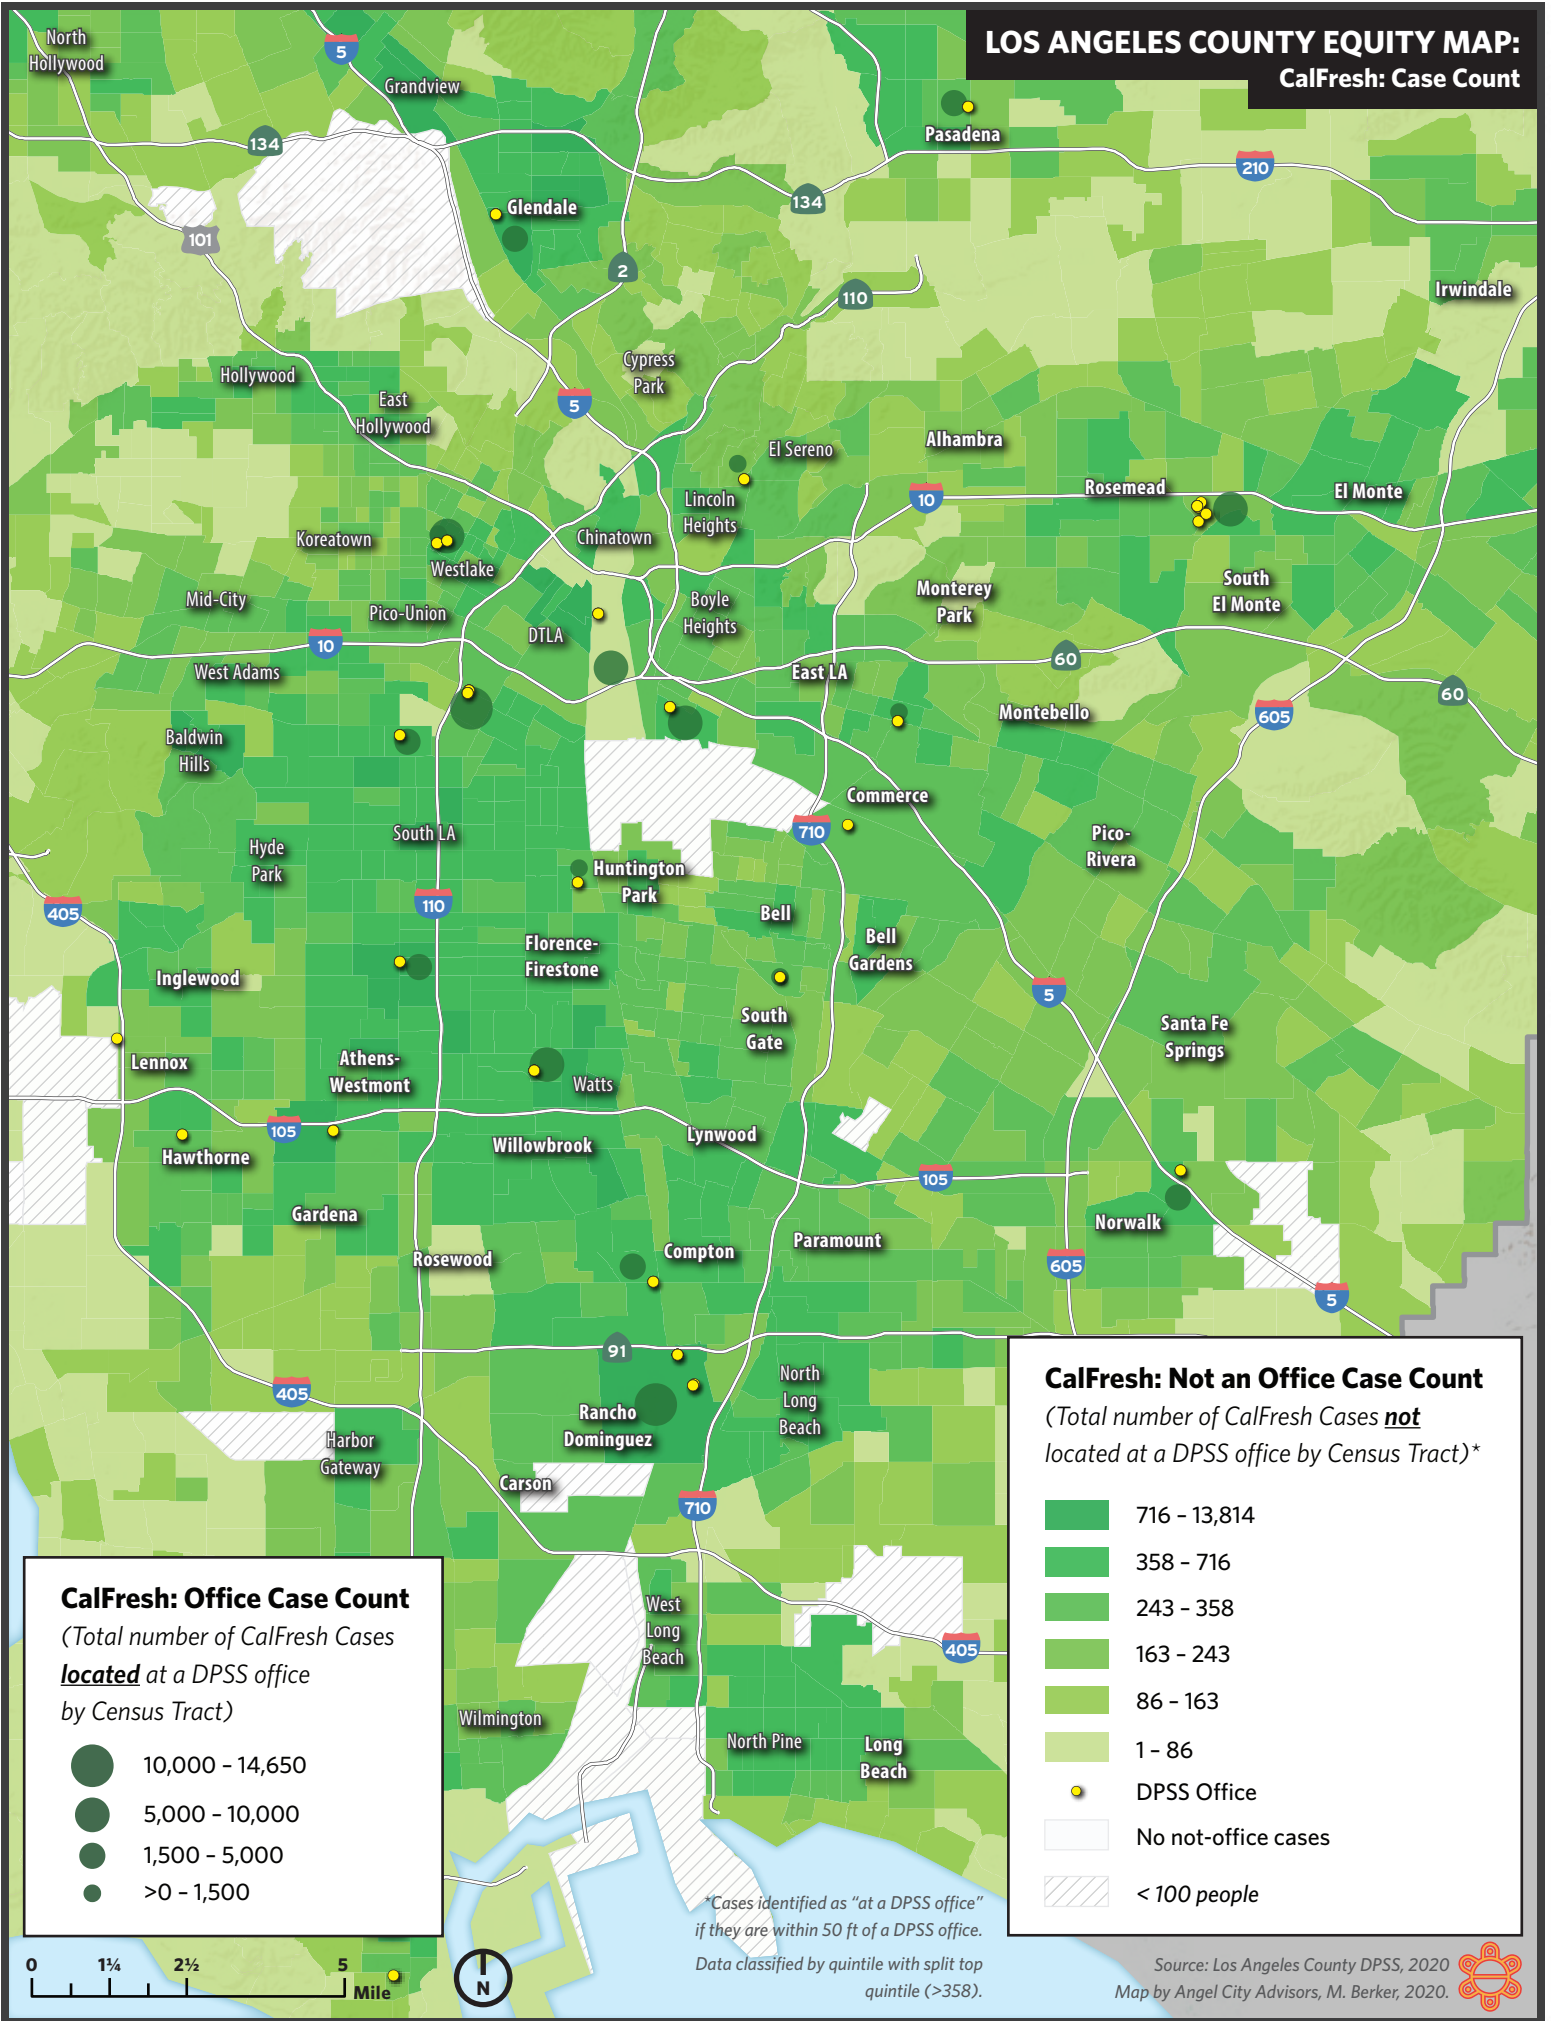 LOS ANGELES COUNTY EQUITY MAP:
CalFresh: Case Count
North
Hollywood
5
Grandview
134
Pasadena
210
134
Glendale
101
2
110
Irwindale
Cypress
Park
Hollywood
East
Hollywood
5
El Sereno
Alhambra
Rosemead
El Monte
10
Lincoln
Heights
Koreatown
Chinatown
Westlake
South
El Monte
Monterey
Park
Mid-City
Pico-Union
Boyle
Heights
DTLA
10
60
West Adams
East LA
60
605
Montebello
Baldwin
Hills
Commerce
710
South LA
Pico-
Rivera
Hyde
Park
Huntington
Park
405
110
Bell
Florence-
Firestone
Bell
Gardens
Inglewood
5
South
Gate
Santa Fe
Springs
Lennox
Athens-
Westmont
Watts
105
Hawthorne
Willowbrook
Lynwood
105
Gardena
Norwalk
Rosewood
Compton
Paramount
605
5
91
405
North
Long
Beach
Rancho
Dominguez
Harbor
Gateway
Carson
710
West
Long
Beach
405
Wilmington
North Pine
Long
Beach
CalFresh: Not an Office Case Count
(Total number of CalFresh Cases not
located at a DPSS office by Census Tract)*
716 – 13,814
358 – 716
243 – 358
163 – 243
86 – 163
1 – 86
DPSS Office
No not-office cases
< 100 people
CalFresh: Office Case Count
(Total number of CalFresh Cases
located at a DPSS office
by Census Tract)
10,000 – 14,650
5,000 – 10,000
1,500 – 5,000
>0 – 1,500
0 1¼ 2½ 5
Mile
N
*Cases identified as “at a DPSS office”
if they are within 50 ft of a DPSS office.
Data classified by quintile with split top
quintile (>358).
Source: Los Angeles County DPSS, 2020
Map by Angel City Advisors, M. Berker, 2020.